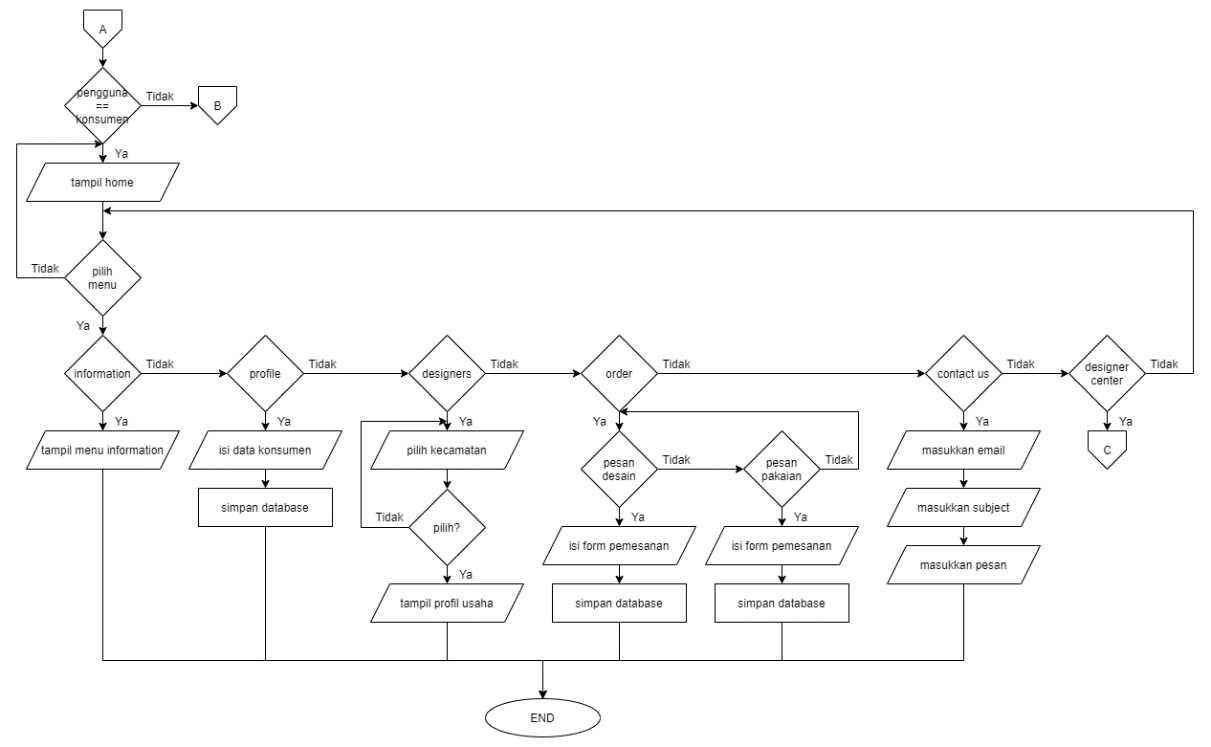 A
pengguna
==
konsumen
Tidak
B
Ya
tampil home
Tidak
pilih
menu
Ya
information
Tidak
profile
Tidak
designers
Tidak
order
Tidak
contact us
Tidak
designer
center
Tidak
Ya
Ya
Ya
Ya
Ya
Ya
tampil menu information
isi data konsumen
pilih kecamatan
pesan
desain
Tidak
pesan
pakaian
Tidak
masukkan email
C
simpan database
Tidak
pilih?
Ya
Ya
masukkan subject
Ya
isi form pemesanan
isi form pemesanan
masukkan pesan
tampil profil usaha
simpan database
simpan database
END